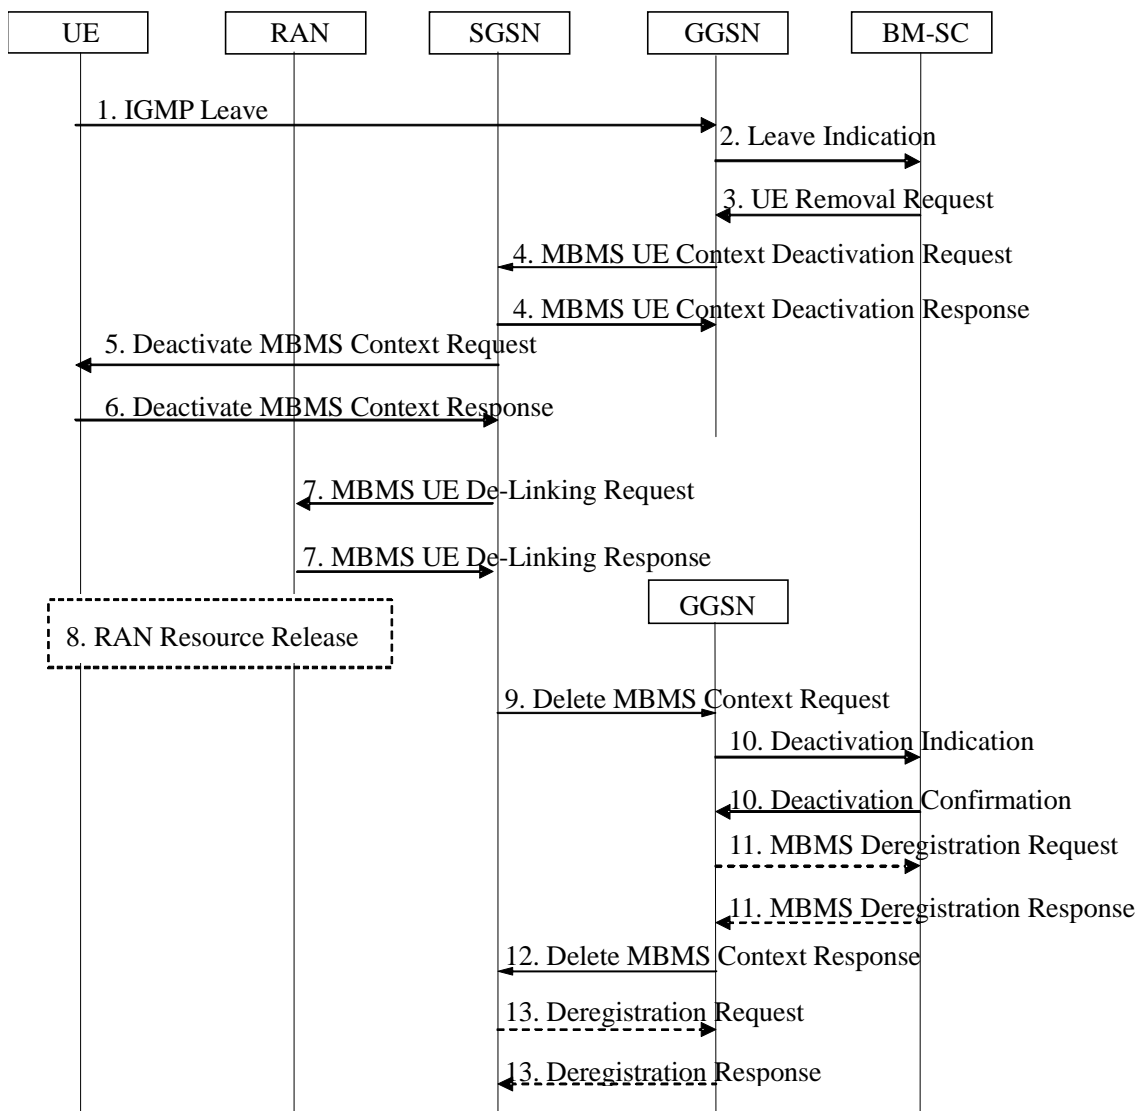 UE
RAN
SGSN
GGSN
BM-SC
1. IGMP Leave
2. Leave Indication
3. UE Removal Request
4. MBMS UE Context Deactivation Request
4. MBMS UE Context Deactivation Response
5. Deactivate MBMS Context Request
6. Deactivate MBMS Context Response
7. MBMS UE De-Linking Request
7. MBMS UE De-Linking Response
GGSN
8. RAN Resource Release
9. Delete MBMS Context Request
10. Deactivation Indication
10. Deactivation Confirmation
11. MBMS Deregistration Request
11. MBMS Deregistration Response
12. Delete MBMS Context Response
13. Deregistration Request
13. Deregistration Response